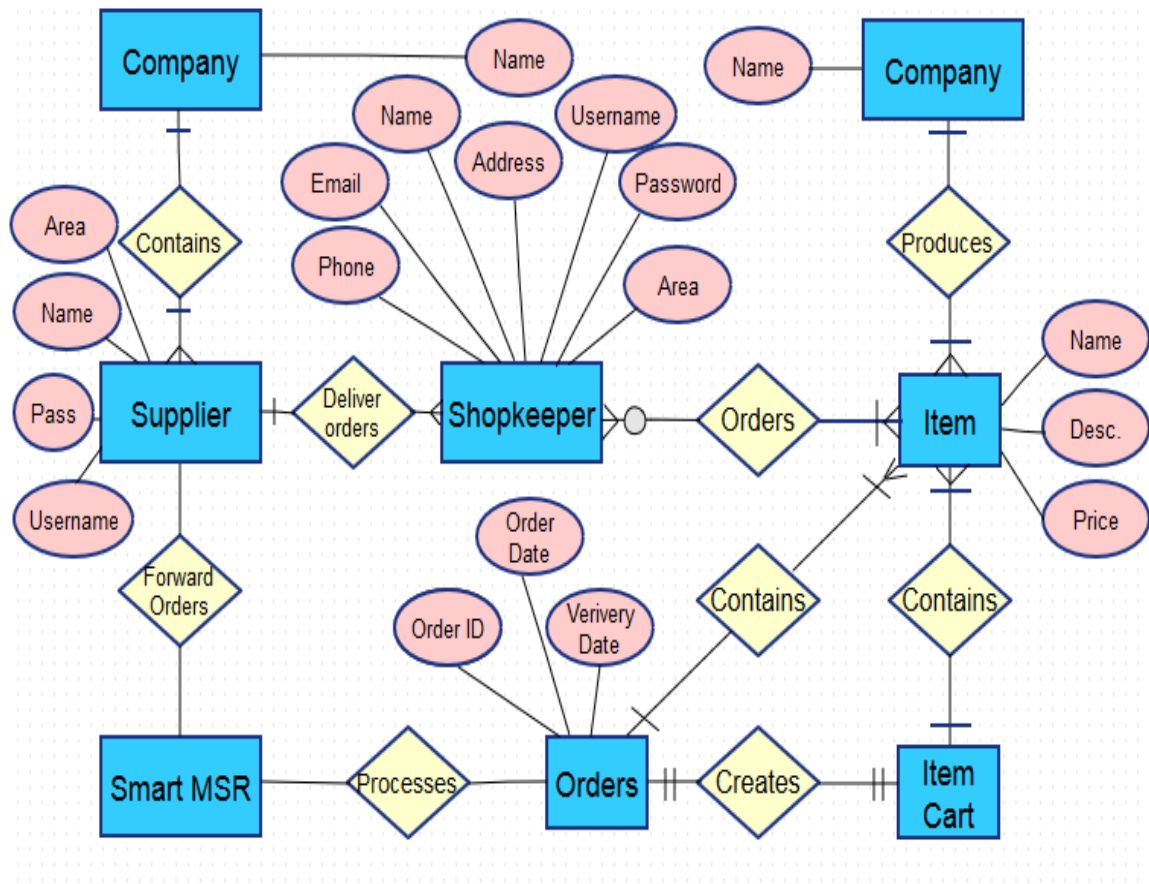 Company
Name
Name
Company
Name
Username
Address
Email
Password
Area
Contains
Produces
Phone
Area
Name
Name
Pass
Supplier
Deliver
orders
Shopkeeper
Orders
Item
Desc.
Username
Price
Order
Date
Forward
Orders
Contains
Contains
Order ID
Verivery
Date
Smart MSR
Processes
Orders
Creates
Item
Cart